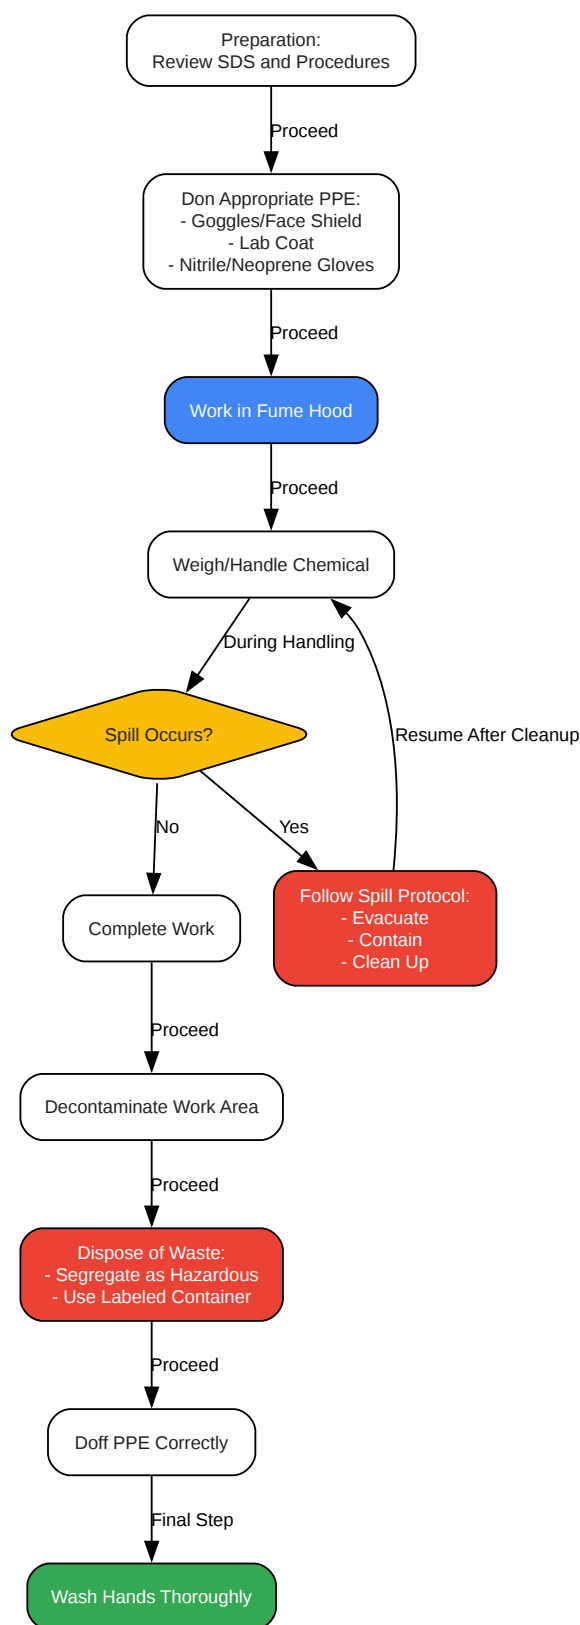 Preparation:
Review SDS and Procedures
Proceed
Don Appropriate PPE:
- Goggles/Face Shield
- Lab Coat
- Nitrile/Neoprene Gloves
Proceed
Work in Fume Hood
Proceed
Weigh/Handle Chemical
During Handling
Spill Occurs?
Resume After Cleanup
No
Yes
Follow Spill Protocol:
- Evacuate
- Contain
- Clean Up
Complete Work
Proceed
Decontaminate Work Area
Proceed
Dispose of Waste:
- Segregate as Hazardous
- Use Labeled Container
Proceed
Doff PPE Correctly
Final Step
Wash Hands Thoroughly